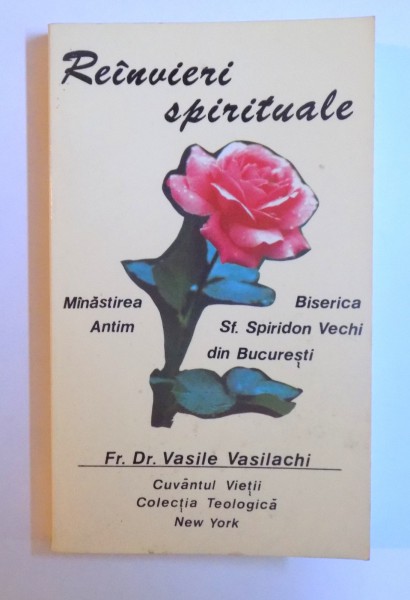 Reînvieri
spirituale
Mînăstirea
Antim
Biserica
Sf. Spiridon Vechi
din București
Fr. Dr. Vasile Vasilachi
Cuvântul Vieții
Colecția Teologică
New York